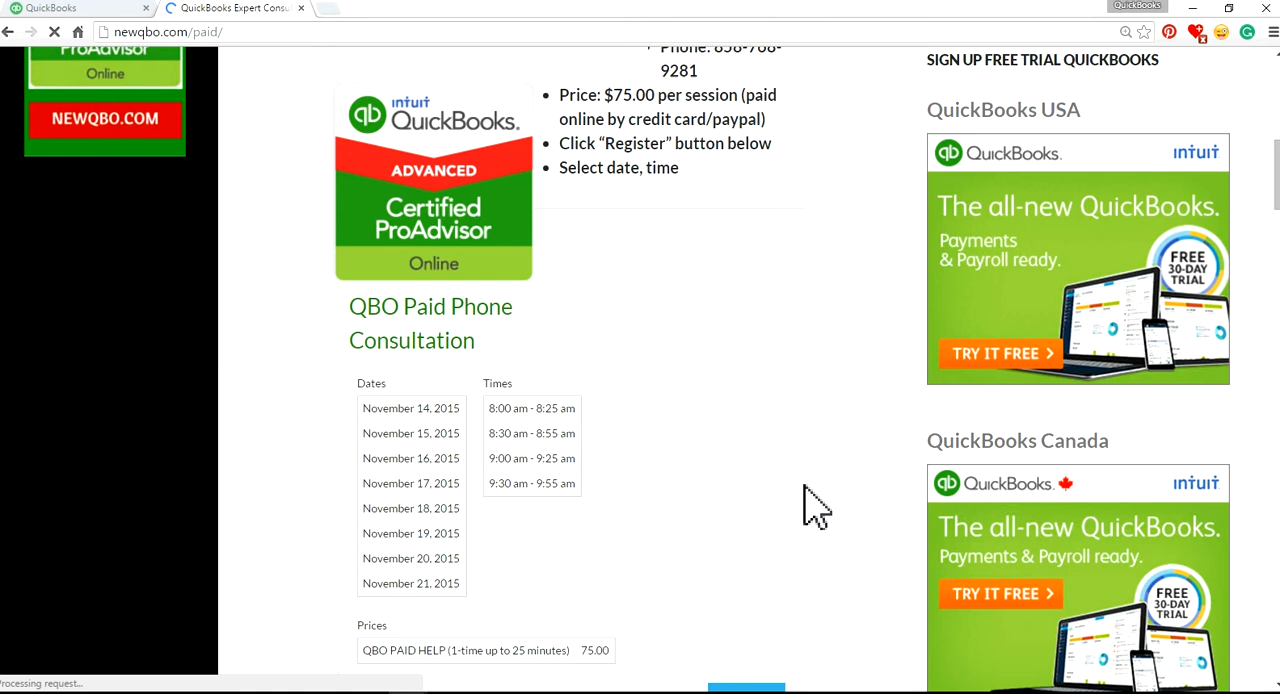 QuickBooks
QuickBooks Expert Consul
QuickBooks
newqbo.com/paid/
ProAdvisor
Online
NEWQBO.COM
Phone: 858-768-
9281
Price: $75.00 per session (paid
online by credit card/paypal)
Click “Register” button below
Select date, time
intuit
QuickBooks.
ADVANCED
Certified
ProAdvisor
Online
QBO Paid Phone
Consultation
Dates
Times
November 14, 2015
8:00 am - 8:25 am
November 15, 2015
8:30 am - 8:55 am
November 16, 2015
9:00 am - 9:25 am
November 17, 2015
9:30 am - 9:55 am
November 18, 2015
November 19, 2015
November 20, 2015
November 21, 2015
Prices
QBO PAID HELP (1-time up to 25 minutes) 75.00
SIGN UP FREE TRIAL QUICKBOOKS
QuickBooks USA
QuickBooks. intuit
The all-new QuickBooks.
Payments
& Payroll ready.
FREE
30-DAY
TRIAL
TRY IT FREE >
QuickBooks Canada
QuickBooks. intuit
The all-new QuickBooks.
Payments & Payroll ready.
TRY IT FREE >
FREE
30-DAY
TRIAL
Processing request...